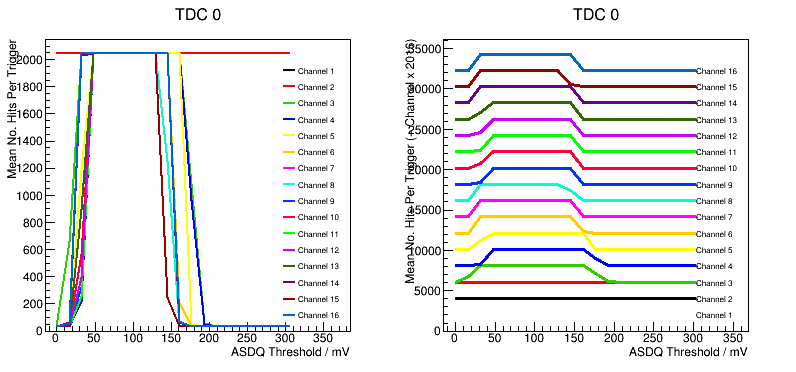 TDC 0
Mean No. Hits Per Trigger
2000
1800
1600
1400
1200
1000
800
600
400
200
0
0 50 100 150 200 250 300 350
ASDQ Threshold / mV
Channel 1
Channel 2
Channel 3
Channel 4
Channel 5
Channel 6
Channel 7
Channel 8
Channel 9
Channel 10
Channel 11
Channel 12
Channel 13
Channel 14
Channel 15
Channel 16
TDC 0
Mean No. Hits Per Trigger (+ Channel x 2016)
35000
30000
25000
20000
15000
10000
5000
0
0 50 100 150 200 250 300 350
ASDQ Threshold / mV
Channel 16
Channel 15
Channel 14
Channel 13
Channel 12
Channel 11
Channel 10
Channel 9
Channel 8
Channel 7
Channel 6
Channel 5
Channel 4
Channel 3
Channel 2
Channel 1